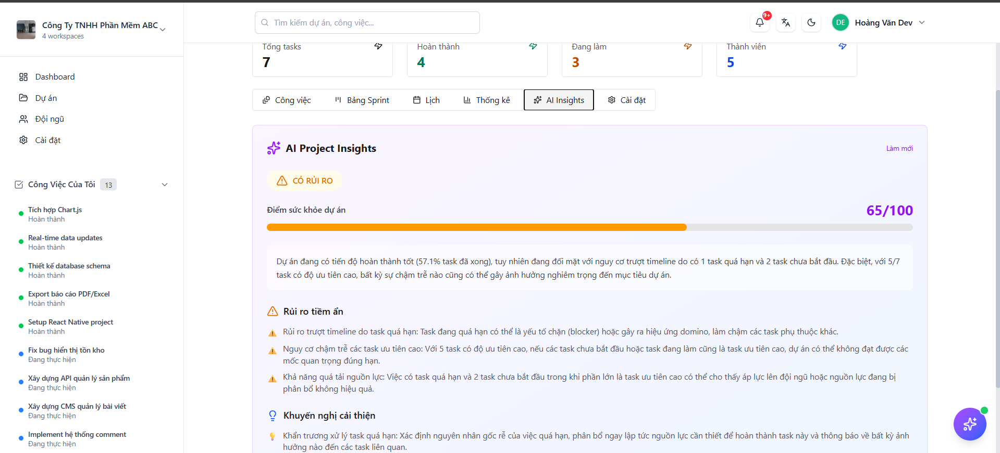 Công Ty TNHH Phần Mềm ABC
4 workspaces
Tìm kiếm dự án, công việc...
9+
DE
Hoàng Văn Dev
Dashboard
Dự án
Đội ngũ
Cài đặt
Công Việc Của Tôi
13
Tích hợp Chart.js
Hoàn thành
Real-time data updates
Hoàn thành
Thiết kế database schema
Hoàn thành
Export báo cáo PDF/Excel
Hoàn thành
Setup React Native project
Hoàn thành
Fix bug hiển thị tồn kho
Đang thực hiện
Xây dựng API quản lý sản phẩm
Đang thực hiện
Xây dựng CMS quản lý bài viết
Đang thực hiện
Implement hệ thống comment
Đang thực hiện
Tổng tasks
7
Hoàn thành
4
Đang làm
3
Thành viên
5
Công việc
Bảng Sprint
Lịch
Thống kê
AI Insights
Cài đặt
AI Project Insights
Làm mới
CÓ RỦI RO
Điểm sức khỏe dự án
65/100
Dự án đang có tiến độ hoàn thành tốt (57.1% task đã xong), tuy nhiên đang đối mặt với nguy cơ trượt timeline do có 1 task quá hạn và 2 task chưa bắt đầu. Đặc biệt, với 5/7
task có độ ưu tiên cao, bất kỳ sự chậm trễ nào cũng có thể gây ảnh hưởng nghiêm trọng đến mục tiêu dự án.
Rủi ro tiềm ẩn
Rủi ro trượt timeline do task quá hạn: Task đang quá hạn có thể là yếu tố chặn (blocker) hoặc gây ra hiệu ứng domino, làm chậm các task phụ thuộc khác.
Nguy cơ chậm trễ các task ưu tiên cao: Với 5 task có độ ưu tiên cao, nếu các task chưa bắt đầu hoặc task đang làm cũng là task ưu tiên cao, dự án có thể không đạt được các
mốc quan trọng đúng hạn.
Khả năng quá tải nguồn lực: Việc có task quá hạn và 2 task chưa bắt đầu trong khi phần lớn là task ưu tiên cao có thể cho thấy áp lực lên đội ngũ hoặc nguồn lực đang bị
phân bổ không hiệu quả.
Khuyến nghị cải thiện
Khẩn trương xử lý task quá hạn: Xác định nguyên nhân gốc rễ của việc quá hạn, phân bổ ngay lập tức nguồn lực cần thiết để hoàn thành task này và thông báo về bất kỳ ảnh
hưởng nào đến các task liên quan.